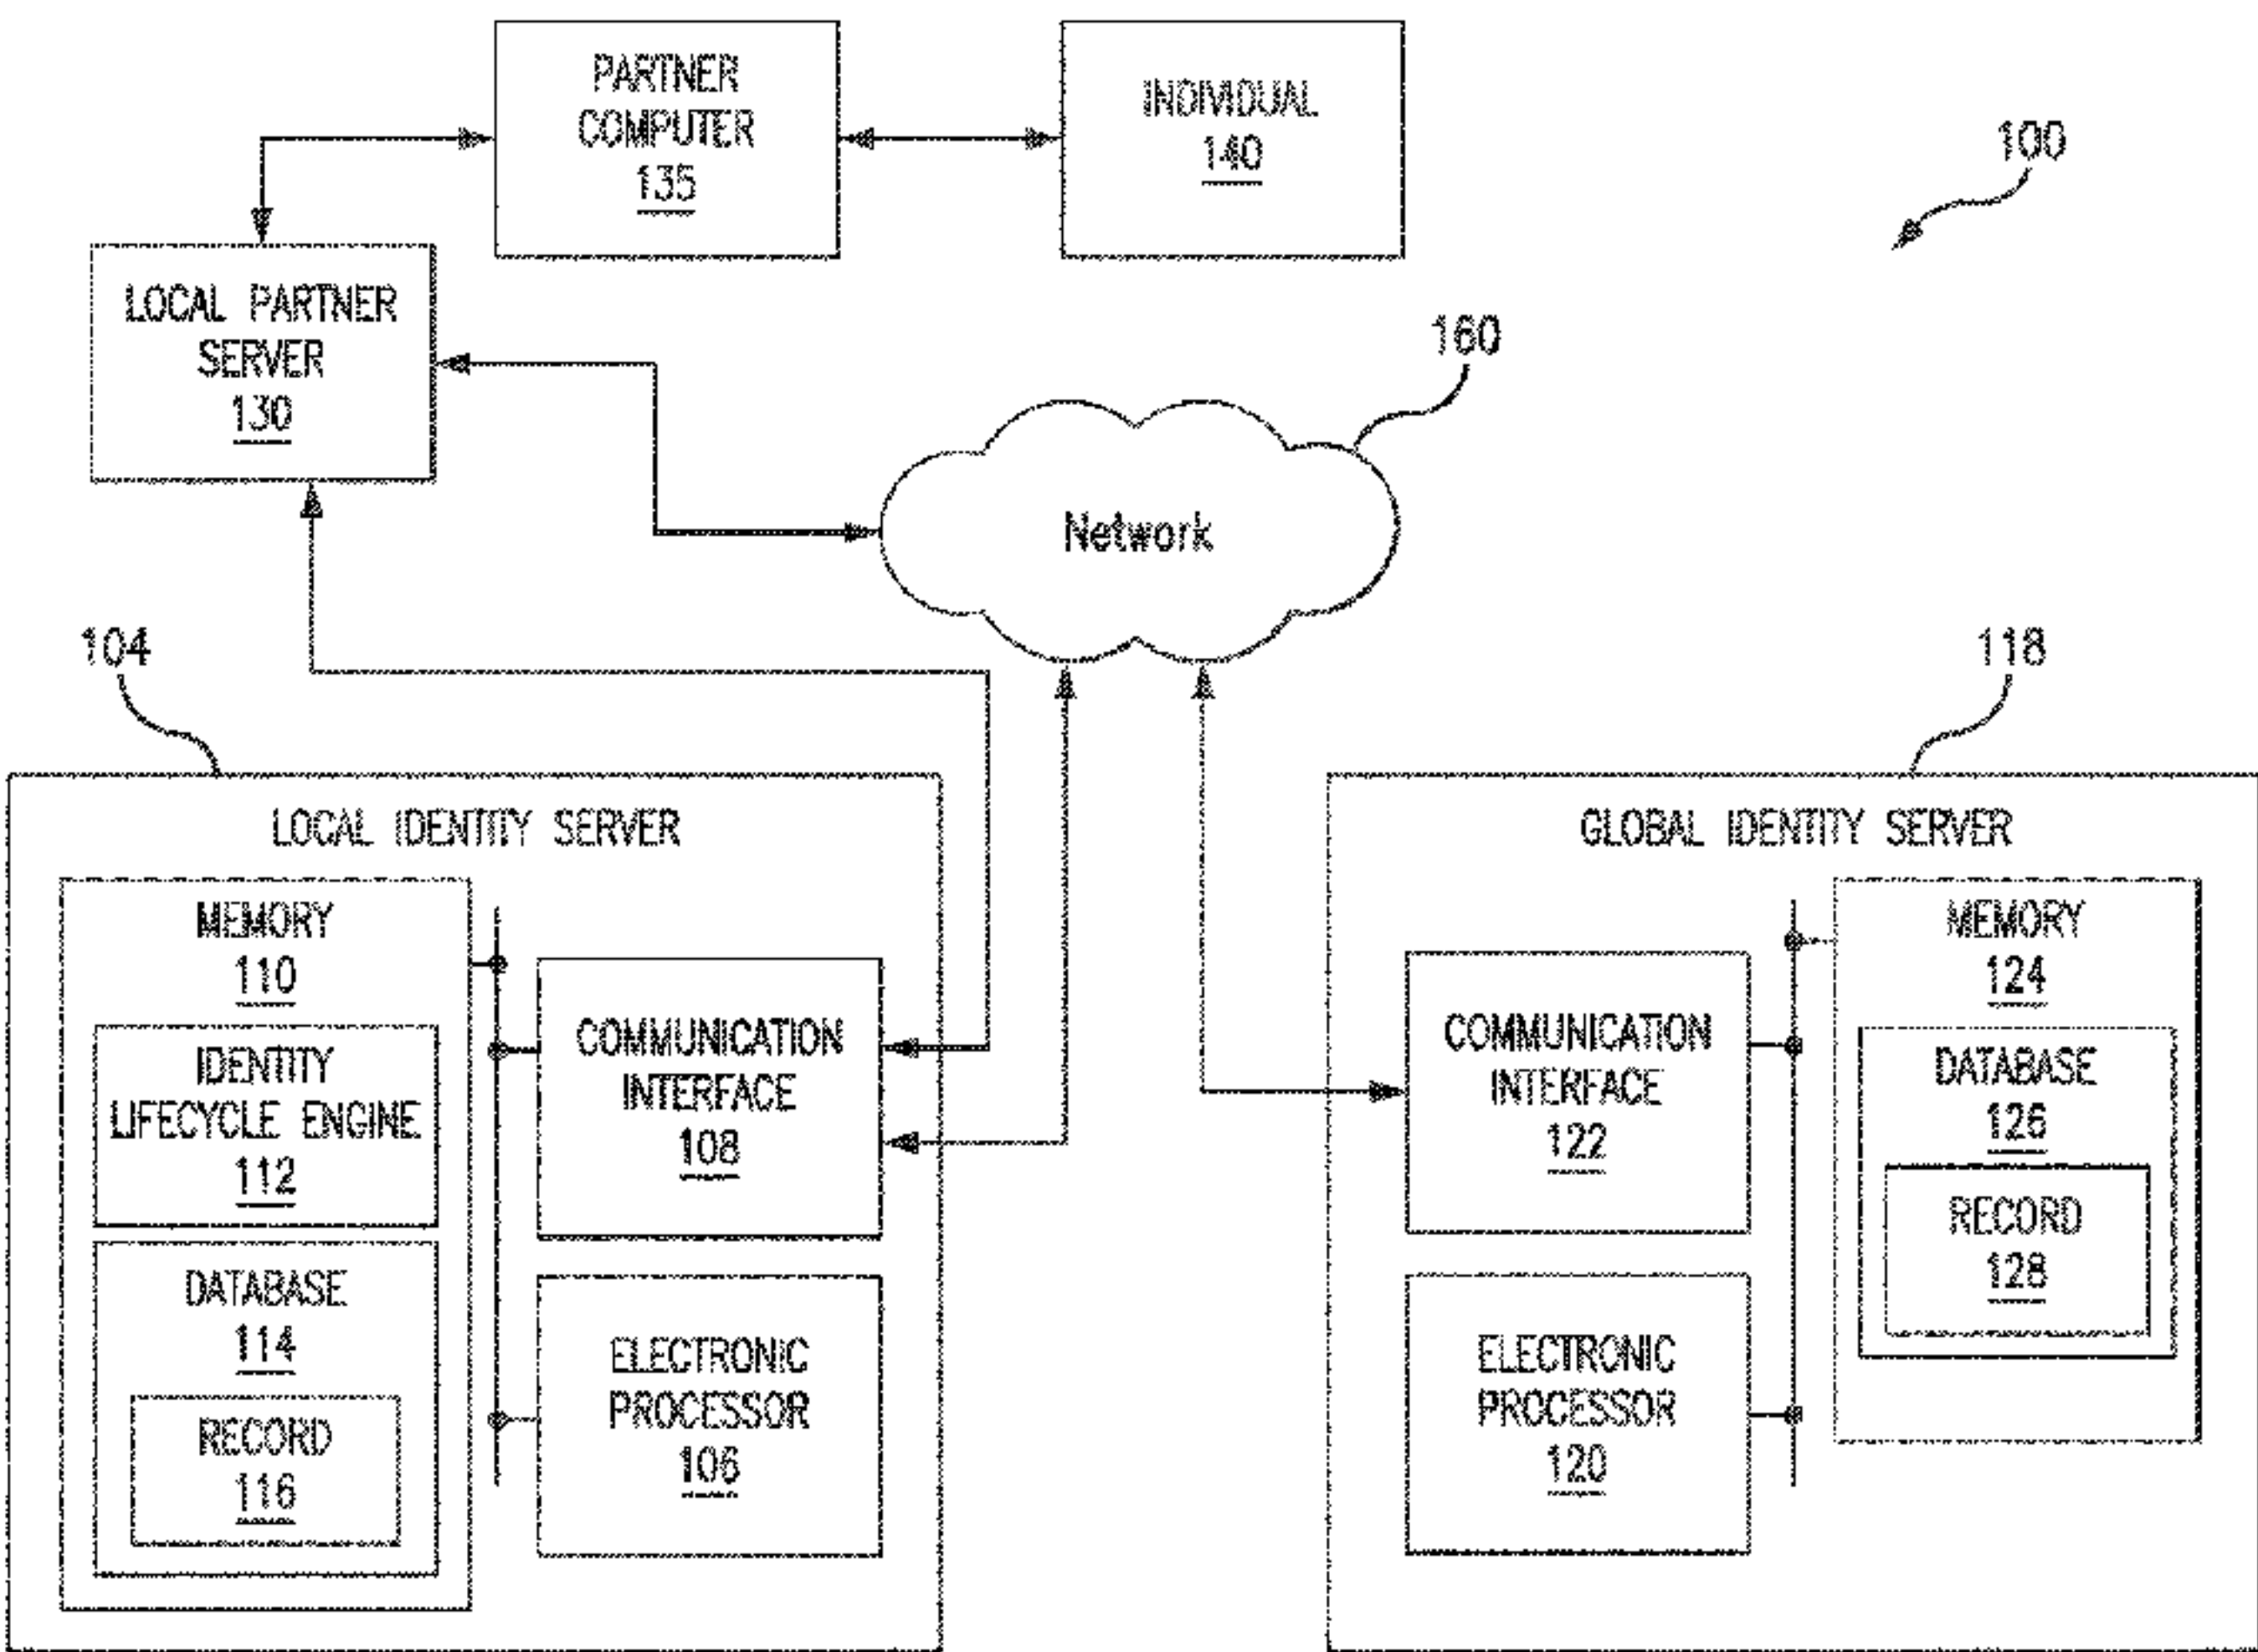 PARTNER
COMPUTER
135
INDIVIDUAL
140
100
LOCAL PARTNER
SERVER
130
160
Network
104
118
LOCAL IDENTITY SERVER
MEMORY
110
IDENTITY
LIFECYCLE ENGINE
112
DATABASE
114
RECORD
116
COMMUNICATION
INTERFACE
108
ELECTRONIC
PROCESSOR
106
GLOBAL IDENTITY SERVER
COMMUNICATION
INTERFACE
122
ELECTRONIC
PROCESSOR
120
MEMORY
124
DATABASE
126
RECORD
128